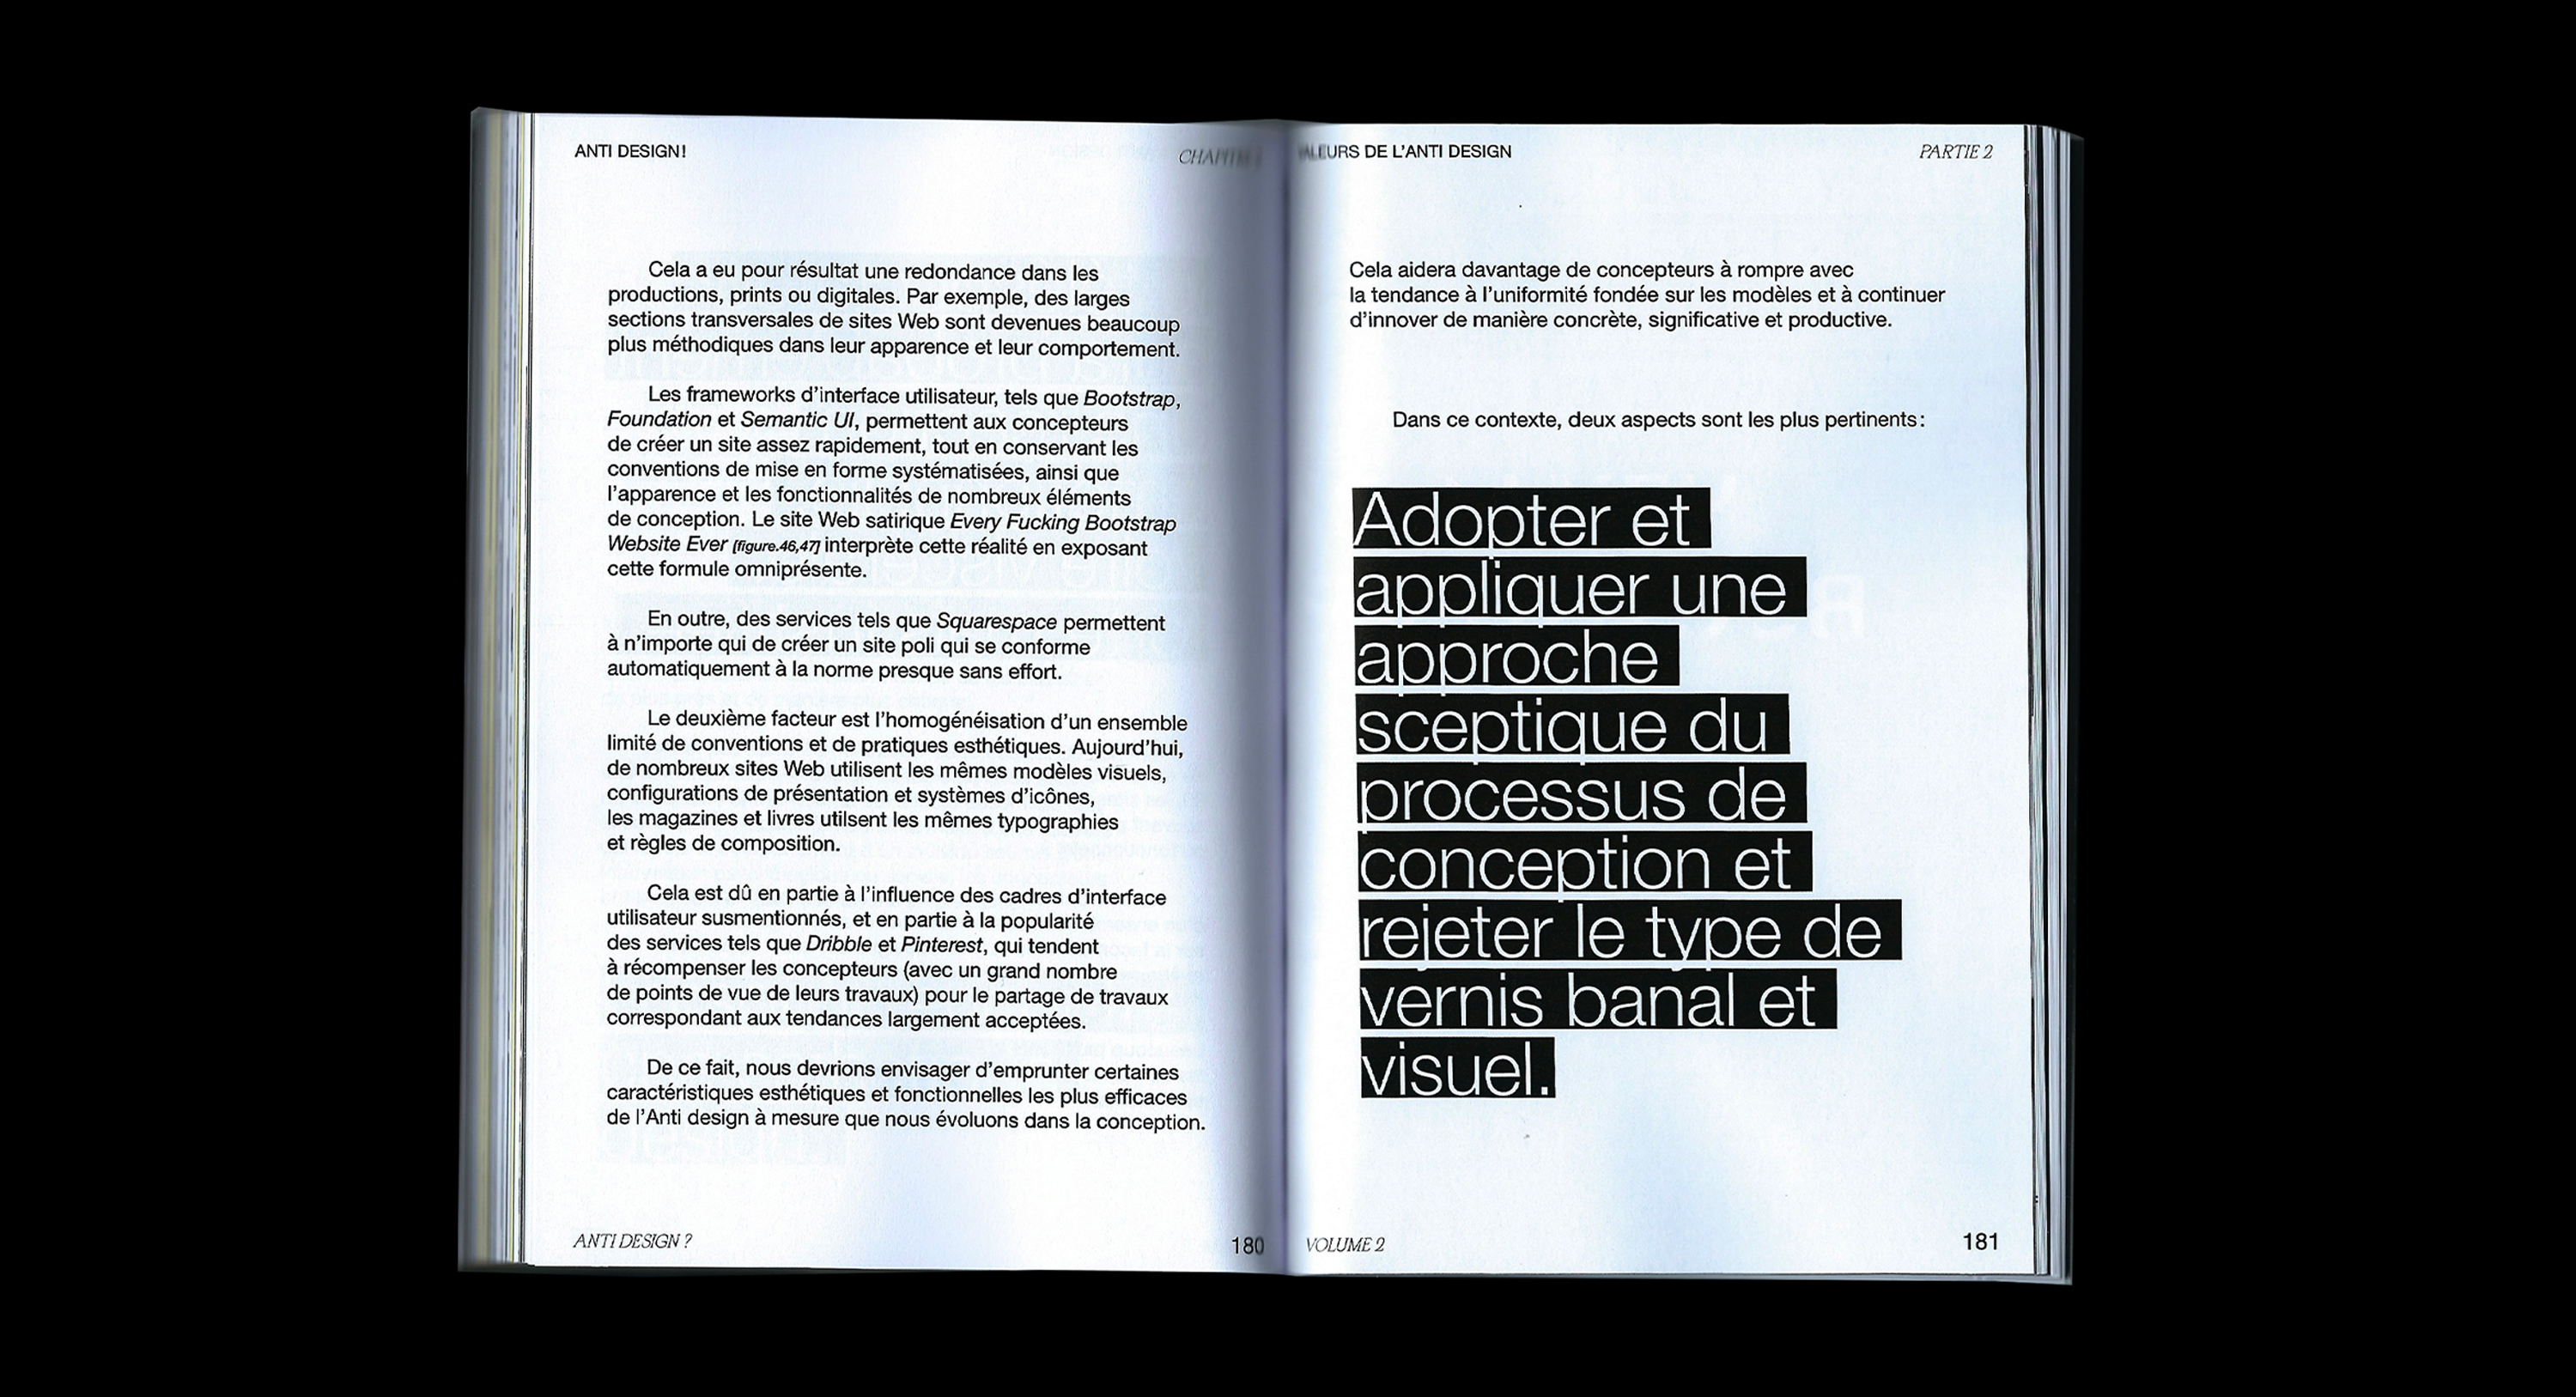 ANTI DESIGN!
Cela a eu pour résultat une redondance dans les
productions, prints ou digitales. Par exemple, des larges
sections transversales de sites Web sont devenues beaucoup
plus méthodiques dans leur apparence et leur comportement.
Les frameworks d’interface utilisateur, tels que Bootstrap,
Foundation et Semantic UI, permettent aux concepteurs
de créer un site assez rapidement, tout en conservant les
conventions de mise en forme systématisées, ainsi que
l’apparence et les fonctionnalités de nombreux éléments
de conception. Le site Web satirique Every Fucking Bootstrap
Website Ever [figure.46,47] interprète cette réalité en exposant
cette formule omniprésente.
En outre, des services tels que Squarespace permettent
à n’importe qui de créer un site poli qui se conforme
automatiquement à la norme presque sans effort.
Le deuxième facteur est l’homogénéisation d’un ensemble
limité de conventions et de pratiques esthétiques. Aujourd’hui,
de nombreux sites Web utilisent les mêmes modèles visuels,
configurations de présentation et systèmes d’icônes,
les magazines et livres utilsent les mêmes typographies
et règles de composition.
Cela est dû en partie à l’influence des cadres d’interface
utilisateur susmentionnés, et en partie à la popularité
des services tels que Dribble et Pinterest, qui tendent
à récompenser les concepteurs (avec un grand nombre
de points de vue de leurs travaux) pour le partage de travaux
correspondant aux tendances largement acceptées.
De ce fait, nous devrions envisager d’emprunter certaines
caractéristiques esthétiques et fonctionnelles les plus efficaces
de l’Anti design à mesure que nous évoluons dans la conception.
ANTI DESIGN ?
180
VALEURS DE L’ANTI DESIGN
PARTIE 2
Cela aidera davantage de concepteurs à rompre avec
la tendance à l’uniformité fondée sur les modèles et à continuer
d’innover de manière concrète, significative et productive.
Dans ce contexte, deux aspects sont les plus pertinents :
Adopter et
appliquer une
approche
sceptique du
processus de
conception et
rejeter le type de
vernis banal et
visuel.
VOLUME 2
181